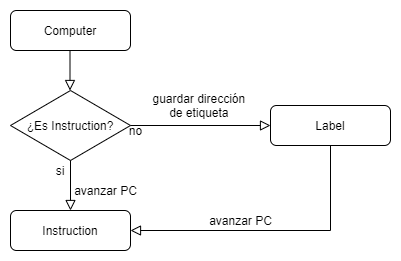 Computer
¿Es Instruction?
no
guardar dirección
de etiqueta
Label
si
avanzar PC
avanzar PC
Instruction